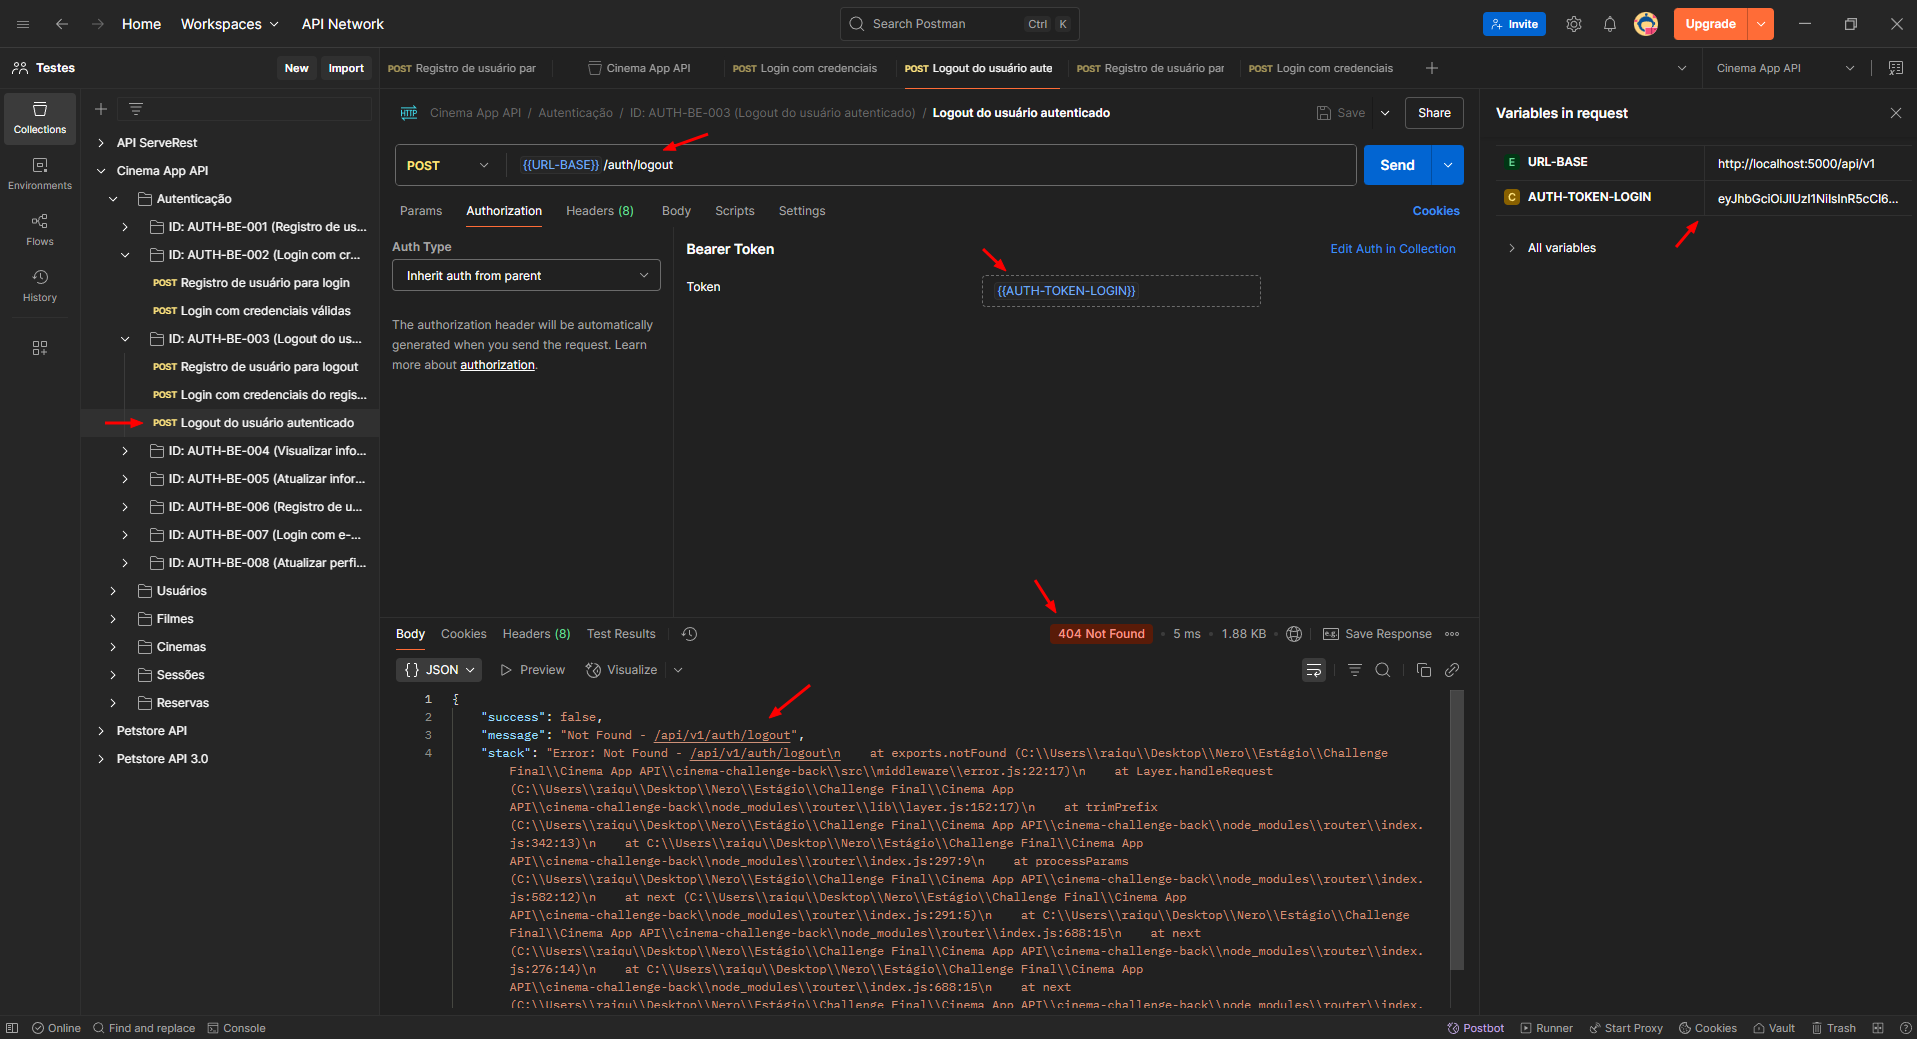 Home
Workspaces
API Network
Search Postman
Ctrl K
Invite
Upgrade
Testes
New
Import
POST Registro de usuário par
Cinema App API
POST Login com credenciais
POST Logout do usuário aute
POST Registro de usuário par
POST Login com credenciais
Cinema App API
Collections
Environments
Flows
History
API ServeRest
Cinema App API
Autenticação
ID: AUTH-BE-001 (Registro de us...
ID: AUTH-BE-002 (Login com cr...
POST Registro de usuário para login
POST Login com credenciais válidas
ID: AUTH-BE-003 (Logout do us...
POST Registro de usuário para logout
POST Login com credenciais do regis...
POST Logout do usuário autenticado
ID: AUTH-BE-004 (Visualizar info...
ID: AUTH-BE-005 (Atualizar infor...
ID: AUTH-BE-006 (Registro de u...
ID: AUTH-BE-007 (Login com e-...
ID: AUTH-BE-008 (Atualizar perfi...
Usuários
Filmes
Cinemas
Sessões
Reservas
Petstore API
Petstore API 3.0
HTTP Cinema App API / Autenticação / ID: AUTH-BE-003 (Logout do usuário autenticado) / Logout do usuário autenticado
Save
Share
POST
{{URL-BASE}} /auth/logout
Send
Params
Authorization
Headers (8)
Body
Scripts
Settings
Cookies
Auth Type
Inherit auth from parent
The authorization header will be automatically
generated when you send the request. Learn
more about authorization.
Bearer Token
Edit Auth in Collection
Token
{{AUTH-TOKEN-LOGIN}}
Variables in request
E URL-BASE
http://localhost:5000/api/v1
C AUTH-TOKEN-LOGIN
eyJhbGciOiJIUzI1NiIsInR5cCI6...
All variables
Body
Cookies
Headers (8)
Test Results
404 Not Found
5 ms
1.88 KB
e.g. Save Response
{} JSON
Preview
Visualize
1 {
2 "success": false,
3 "message": "Not Found - /api/v1/auth/logout",
4 "stack": "Error: Not Found - /api/v1/auth/logout\n    at exports.notFound (C:\\Users\\raiqu\\Desktop\\Nero\\Estágio\\Challenge
Final\\Cinema App API\\cinema-challenge-back\\src\\middleware\\error.js:22:17)\n    at Layer.handleRequest
(C:\\Users\\raiqu\\Desktop\\Nero\\Estágio\\Challenge Final\\Cinema App
API\\cinema-challenge-back\\node_modules\\router\\lib\\layer.js:152:17)\n    at trimPrefix
(C:\\Users\\raiqu\\Desktop\\Nero\\Estágio\\Challenge Final\\Cinema App API\\cinema-challenge-back\\node_modules\\router\\index.
js:342:13)\n    at C:\\Users\\raiqu\\Desktop\\Nero\\Estágio\\Challenge Final\\Cinema App
API\\cinema-challenge-back\\node_modules\\router\\index.js:297:9\n    at processParams
(C:\\Users\\raiqu\\Desktop\\Nero\\Estágio\\Challenge Final\\Cinema App API\\cinema-challenge-back\\node_modules\\router\\index.
js:582:12)\n    at next (C:\\Users\\raiqu\\Desktop\\Nero\\Estágio\\Challenge Final\\Cinema App
API\\cinema-challenge-back\\node_modules\\router\\index.js:291:5)\n    at C:\\Users\\raiqu\\Desktop\\Nero\\Estágio\\Challenge
Final\\Cinema App API\\cinema-challenge-back\\node_modules\\router\\index.js:688:15\n    at next
(C:\\Users\\raiqu\\Desktop\\Nero\\Estágio\\Challenge Final\\Cinema App API\\cinema-challenge-back\\node_modules\\router\\index.
js:276:14)\n    at C:\\Users\\raiqu\\Desktop\\Nero\\Estágio\\Challenge Final\\Cinema App
API\\cinema-challenge-back\\node_modules\\router\\index.js:688:15\n    at next
(C:\\Users\\raiqu\\Desktop\\Nero\\Estágio\\Challenge Final\\Cinema App API\\cinema-challenge-back\\node_modules\\router\\index.
Online
Find and replace
Console
Postbot
Runner
Start Proxy
Cookies
Vault
Trash